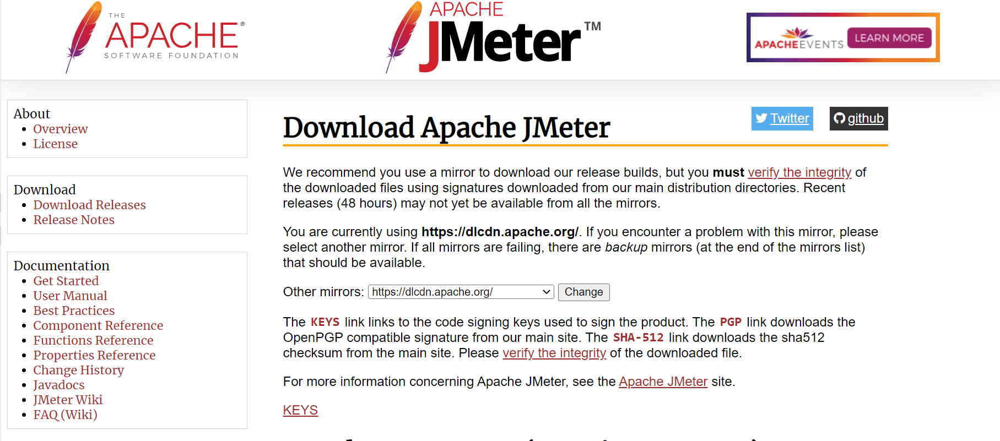 THE
APACHE®
SOFTWARE FOUNDATION
APACHE
JMeter™
APACHEEVENTS LEARN MORE
About
Overview
License
Download
Download Releases
Release Notes
Documentation
Get Started
User Manual
Best Practices
Component Reference
Functions Reference
Properties Reference
Change History
Javadocs
JMeter Wiki
FAQ (Wiki)
Twitter
github
Download Apache JMeter
We recommend you use a mirror to download our release builds, but you must verify the integrity of
the downloaded files using signatures downloaded from our main distribution directories. Recent
releases (48 hours) may not yet be available from all the mirrors.
You are currently using https://dlcdn.apache.org/. If you encounter a problem with this mirror, please
select another mirror. If all mirrors are failing, there are backup mirrors (at the end of the mirrors list)
that should be available.
Other mirrors: https://dlcdn.apache.org/ Change
The KEYS link links to the code signing keys used to sign the product. The PGP link downloads the
OpenPGP compatible signature from our main site. The SHA-512 link downloads the sha512
checksum from the main site. Please verify the integrity of the downloaded file.
For more information concerning Apache JMeter, see the Apache JMeter site.
KEYS